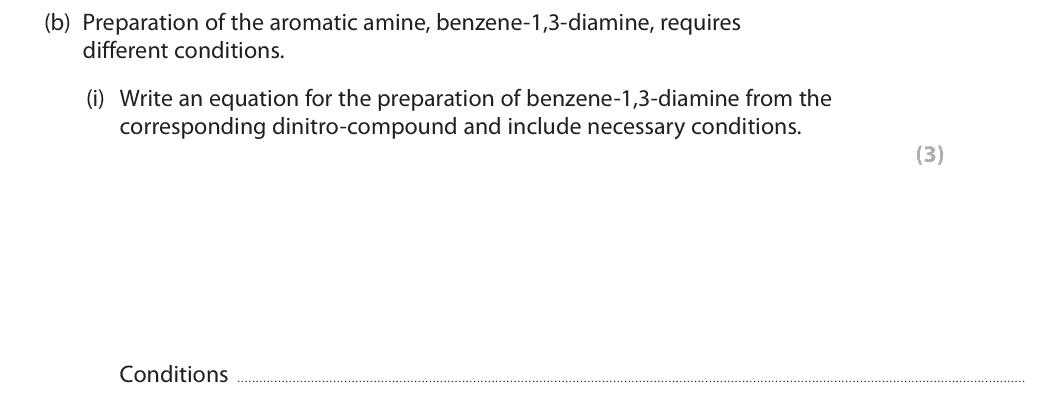 (b) Preparation of the aromatic amine, benzene-1,3-diamine, requires
different conditions.
(i) Write an equation for the preparation of benzene-1,3-diamine from the
corresponding dinitro-compound and include necessary conditions.
(3)
Conditions